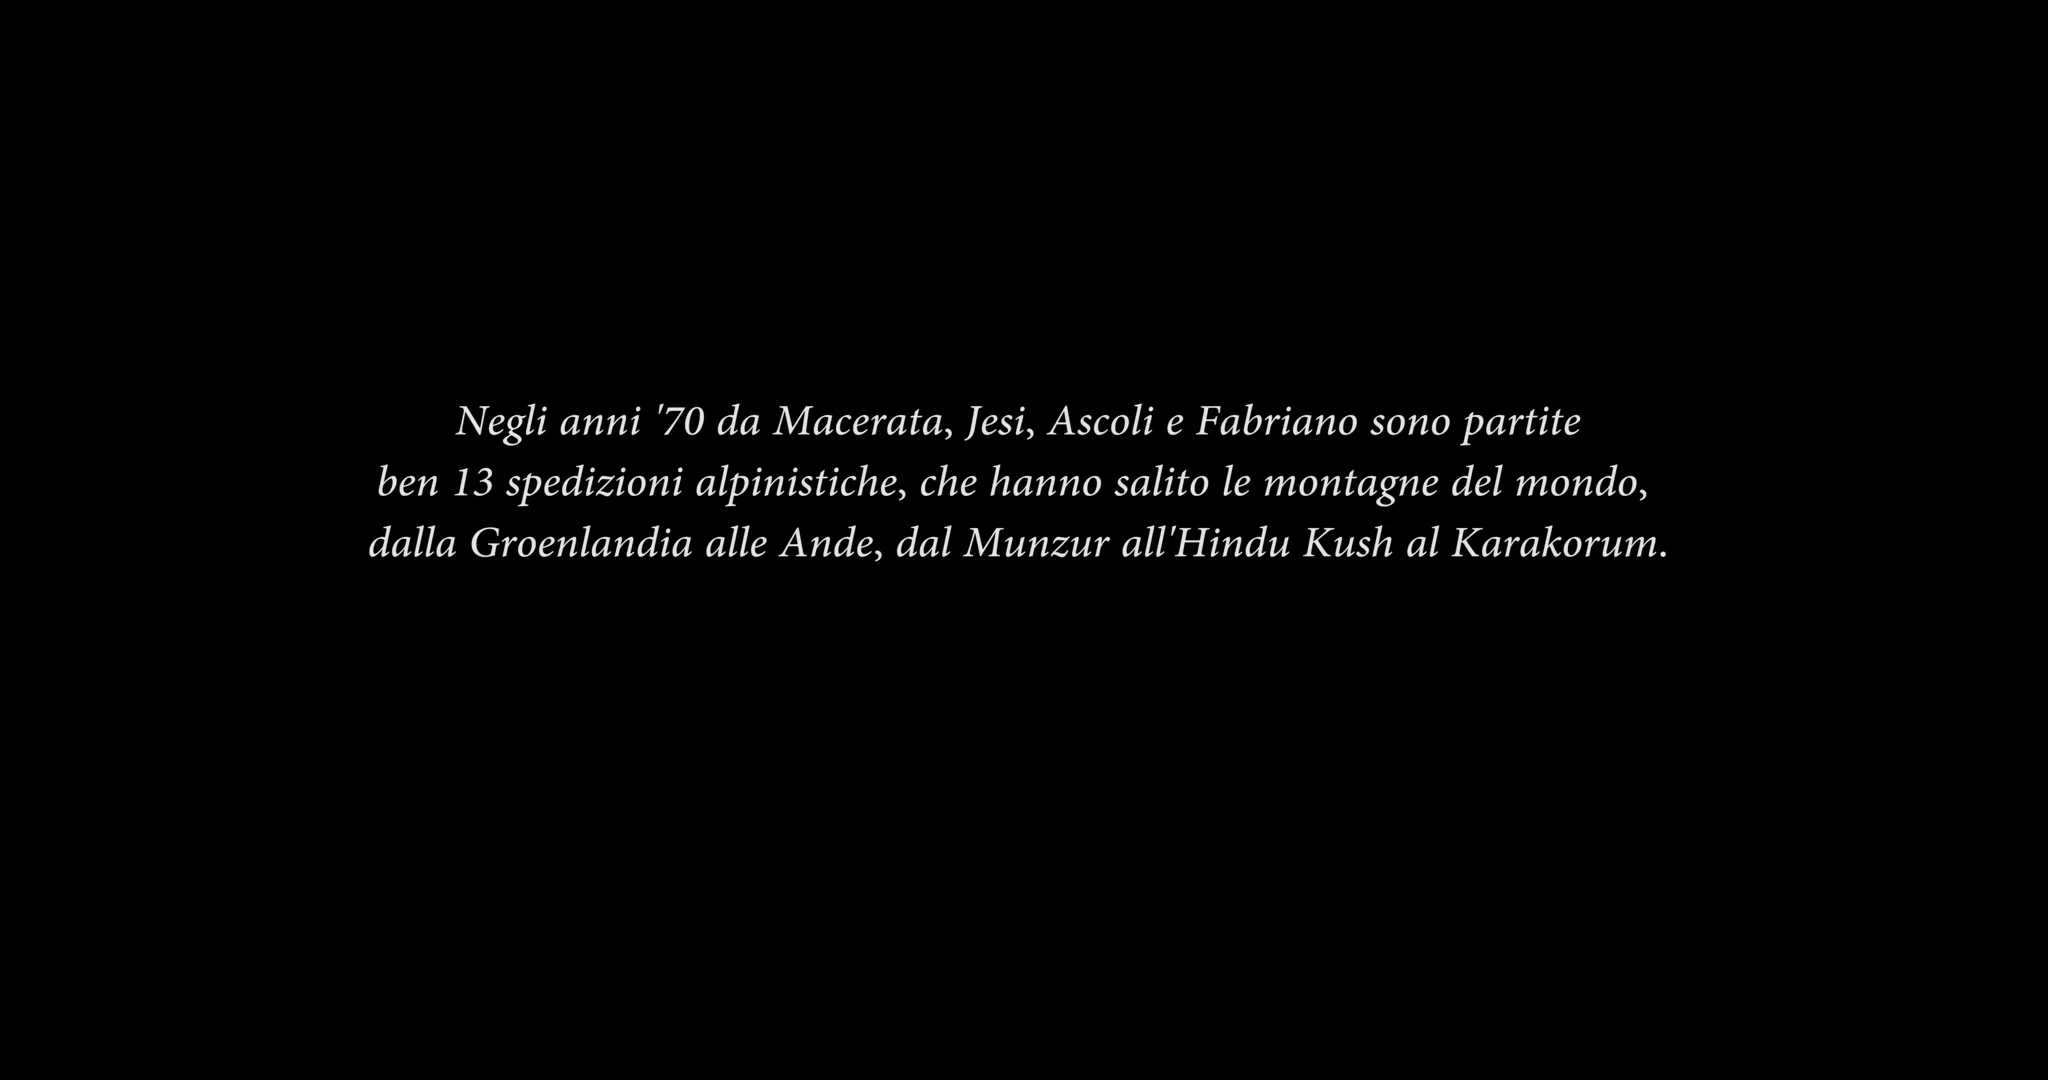 Negli anni '70 da Macerata, Jesi, Ascoli e Fabriano sono partite
ben 13 spedizioni alpinistiche, che hanno salito le montagne del mondo,
dalla Groenlandia alle Ande, dal Munzur all'Hindu Kush al Karakorum.